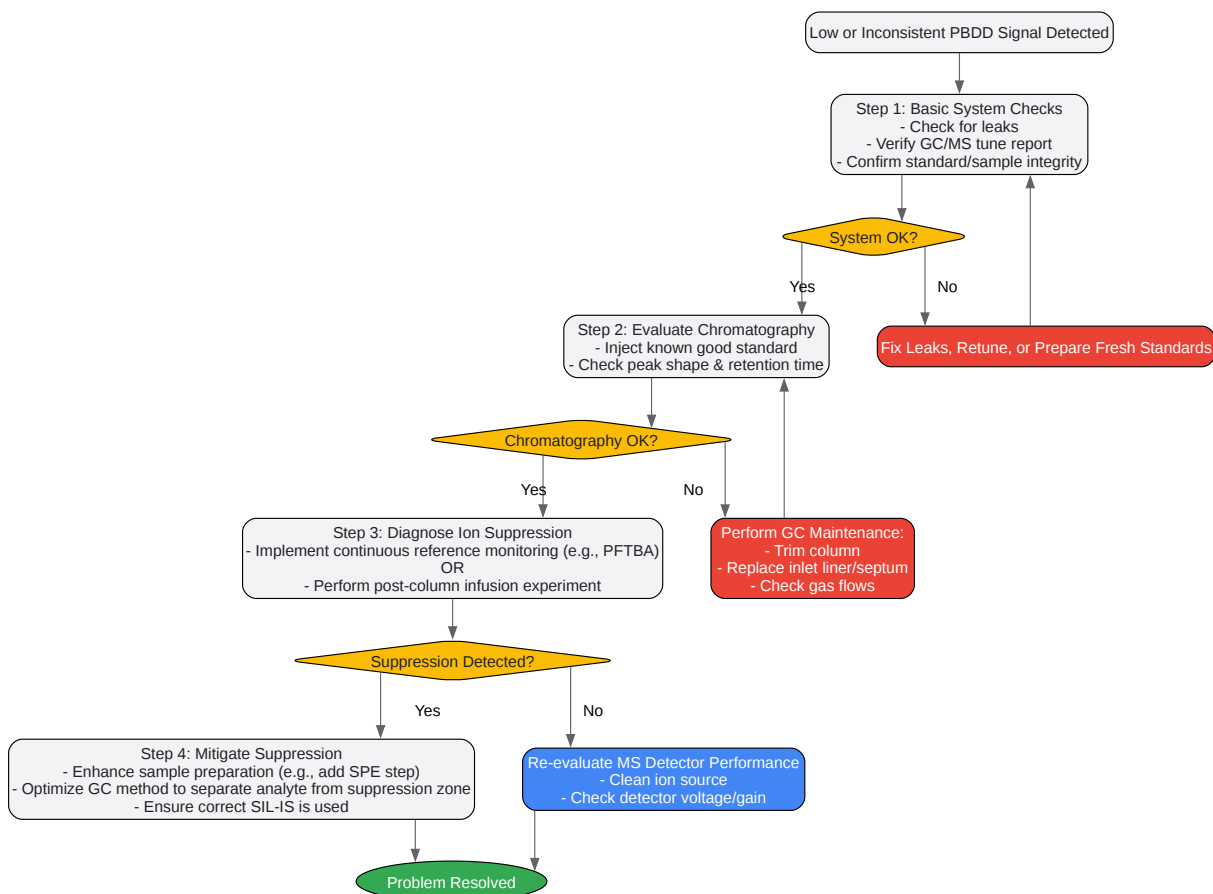 Low or Inconsistent PBDD Signal Detected
Step 1: Basic System Checks
- Check for leaks
- Verify GC/MS tune report
- Confirm standard/sample integrity
System OK?
Yes
No
Step 2: Evaluate Chromatography
- Inject known good standard
- Check peak shape & retention time
Fix Leaks, Retune, or Prepare Fresh Standards
Chromatography OK?
Yes
No
Step 3: Diagnose Ion Suppression
- Implement continuous reference monitoring (e.g., PFTBA)
OR
- Perform post-column infusion experiment
Perform GC Maintenance:
- Trim column
- Replace inlet liner/septum
- Check gas flows
Suppression Detected?
Yes
No
Step 4: Mitigate Suppression
- Enhance sample preparation (e.g., add SPE step)
- Optimize GC method to separate analyte from suppression zone
- Ensure correct SIL-IS is used
Re-evaluate MS Detector Performance
- Clean ion source
- Check detector voltage/gain
Problem Resolved